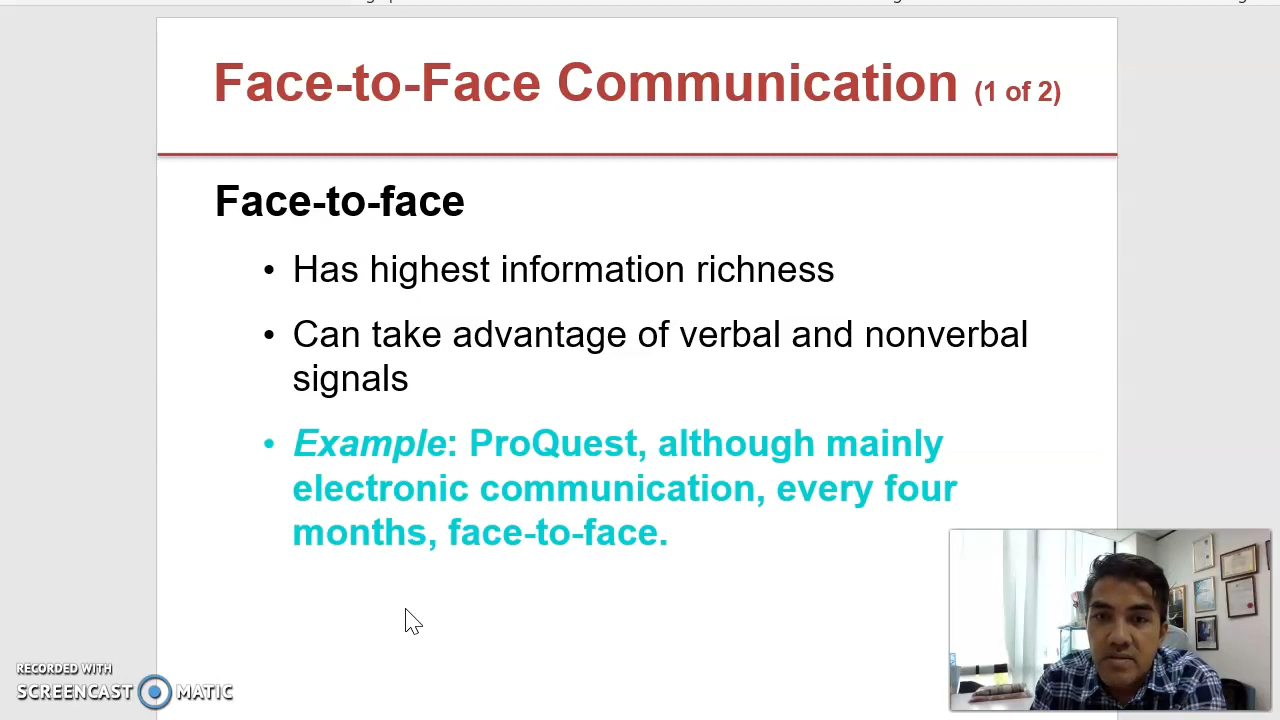 Face-to-Face Communication (1 of 2)
Face-to-face
• Has highest information richness
• Can take advantage of verbal and nonverbal
signals
• Example: ProQuest, although mainly
electronic communication, every four
months, face-to-face.
RECORDED WITH
SCREENCAST MATIC